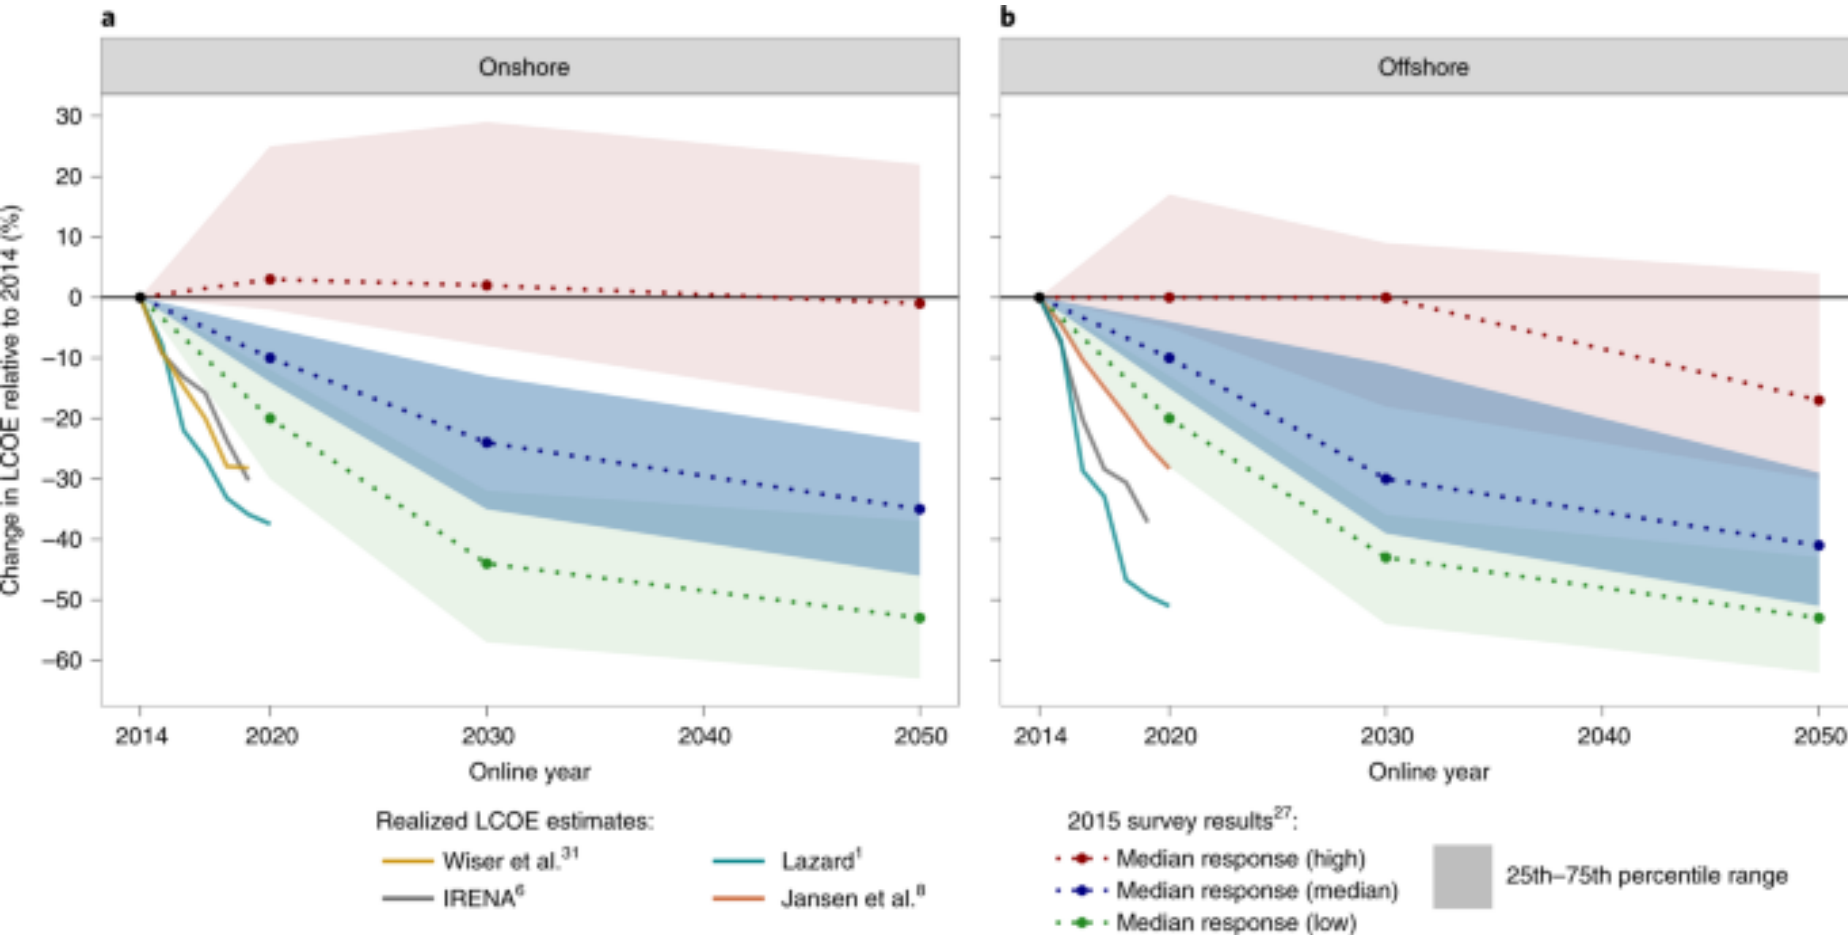 a
Onshore
b
Offshore
Change in LCOE relative to 2014 (%)
30
20
10
0
−10
−20
−30
−40
−50
−60
2014 2020 2030 2040 2050
Online year
2014 2020 2030 2040 2050
Online year
Realized LCOE estimates:
Wiser et al.³¹
Lazard¹
IRENA⁶
Jansen et al.⁸
2015 survey results²⁷:
Median response (high)
Median response (median)
Median response (low)
25th–75th percentile range